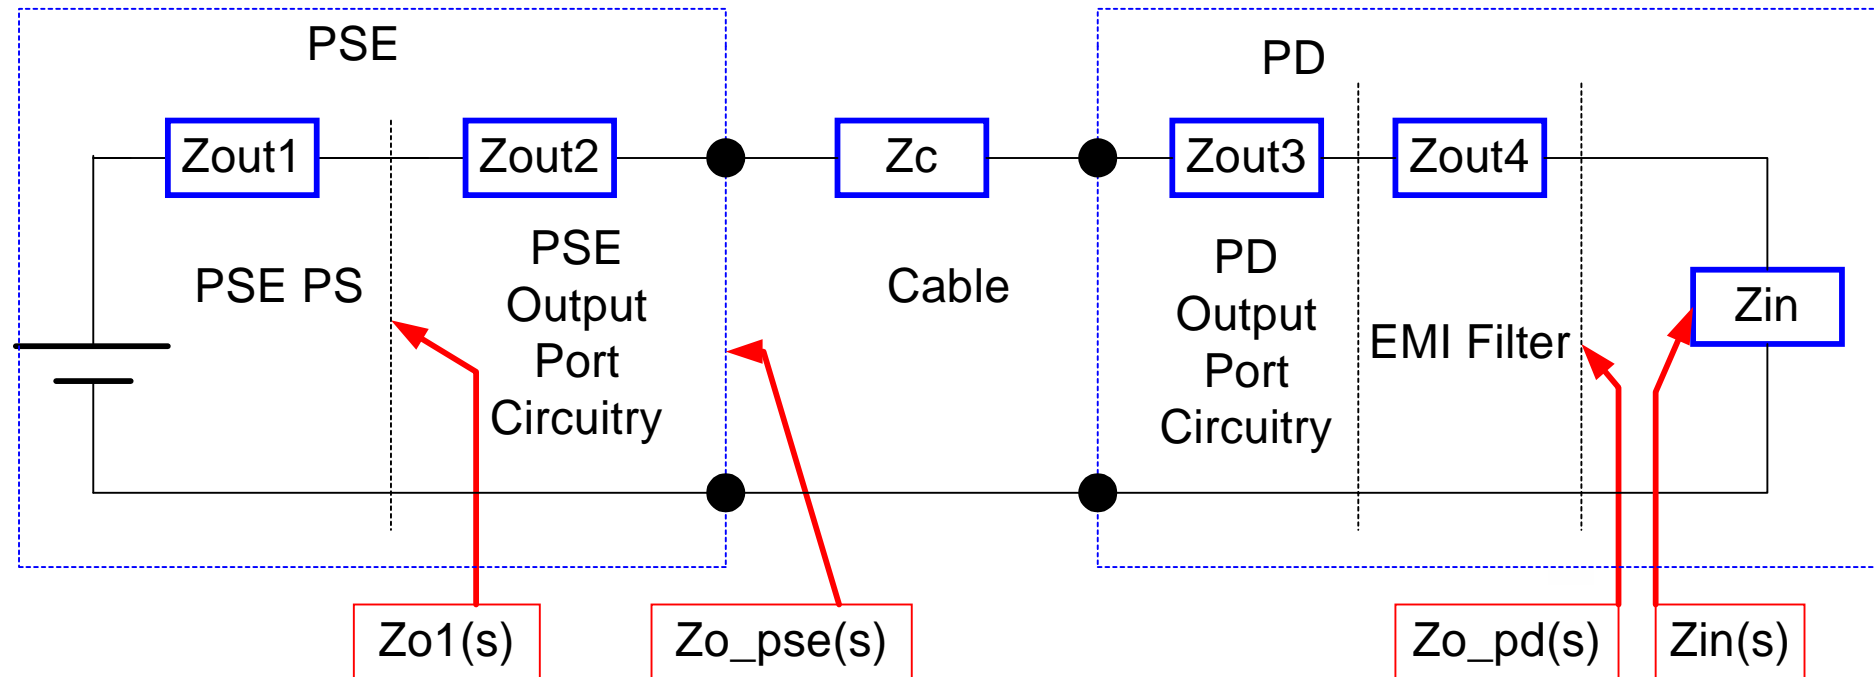 PSE
PD
Zout1
Zout2
Zc
Zout3
Zout4
PSE PS
PSE
Output
Port
Circuitry
Cable
PD
Output
Port
Circuitry
EMI Filter
Zin
Zo1(s)
Zo_pse(s)
Zo_pd(s)
Zin(s)